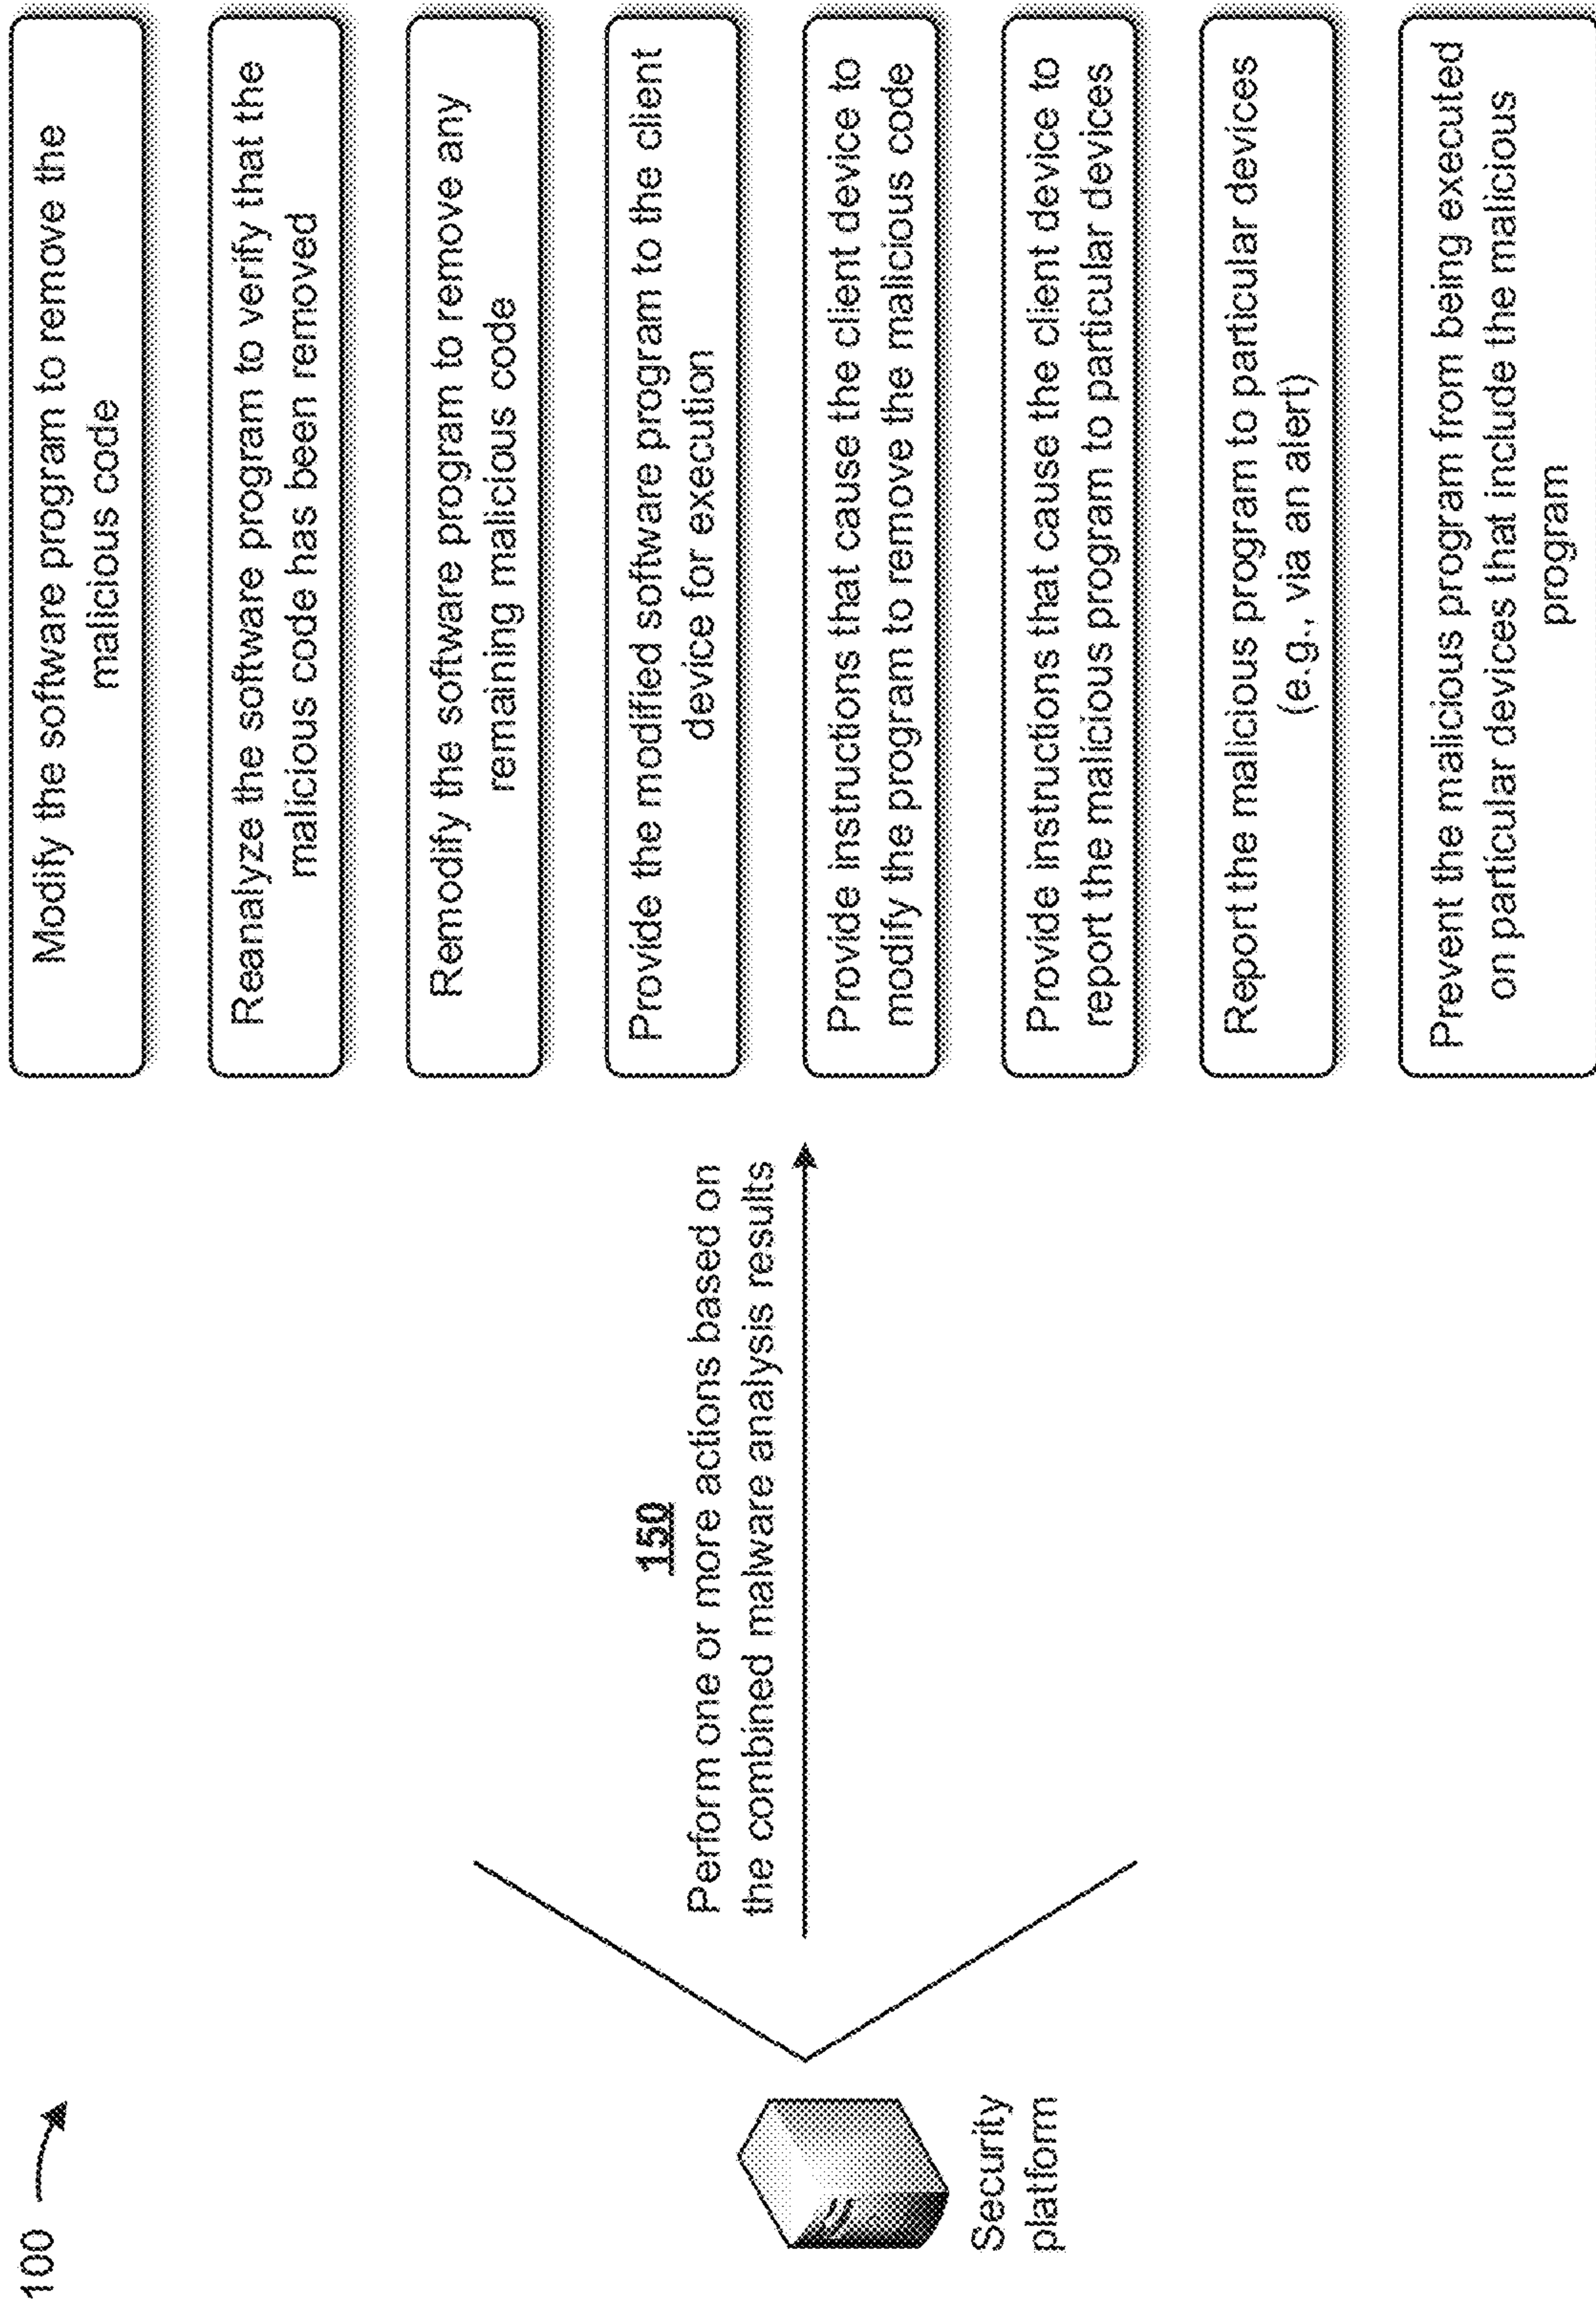 100
Security
platform
150
Perform one or more actions based on
the combined malware analysis results
Modify the software program to remove the
malicious code
Reanalyze the software program to verify that the
malicious code has been removed
Remodify the software program to remove any
remaining malicious code
Provide the modified software program to the client
device for execution
Provide instructions that cause the client device to
modify the program to remove the malicious code
Provide instructions that cause the client device to
report the malicious program to particular devices
Report the malicious program to particular devices
(e.g., via an alert)
Prevent the malicious program from being executed
on particular devices that include the malicious
program